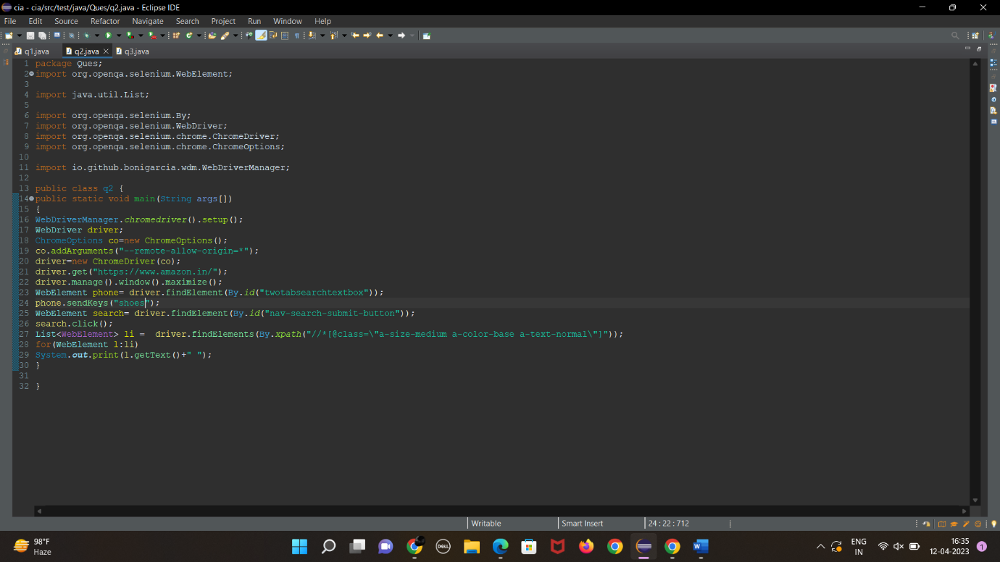 cia - cia/src/test/java/Ques/q2.java - Eclipse IDE
File Edit Source Refactor Navigate Search Project Run Window Help
q1.java q2.java q3.java
1 package Ques;
2 import org.openqa.selenium.WebElement;
3
4 import java.util.List;
5
6 import org.openqa.selenium.By;
7 import org.openqa.selenium.WebDriver;
8 import org.openqa.selenium.chrome.ChromeDriver;
9 import org.openqa.selenium.chrome.ChromeOptions;
10
11 import io.github.bonigarcia.wdm.WebDriverManager;
12
13 public class q2 {
14 public static void main(String args[])
15 {
16 WebDriverManager.chromedriver().setup();
17 WebDriver driver;
18 ChromeOptions co=new ChromeOptions();
19 co.addArguments("--remote-allow-origin=*");
20 driver=new ChromeDriver(co);
21 driver.get("https://www.amazon.in/");
22 driver.manage().window().maximize();
23 WebElement phone= driver.findElement(By.id("twotabsearchtextbox"));
24 phone.sendKeys("shoes");
25 WebElement search= driver.findElement(By.id("nav-search-submit-button"));
26 search.click();
27 List<WebElement> li =  driver.findElements(By.xpath("//*[@class=\"a-size-medium a-color-base a-text-normal\"]"));
28 for(WebElement l:li)
29 System.out.print(l.getText()+" ");
30 }
31
32 }
Writable Smart Insert 24 : 22 : 712
98°F
Haze
DELL
W
ENG
IN
16:35
12-04-2023
1